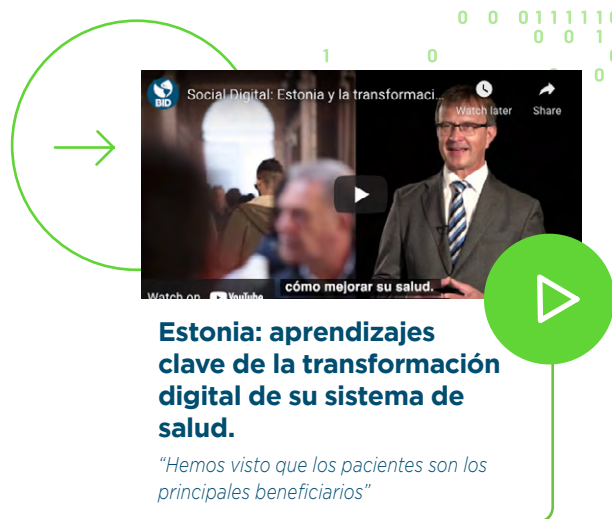 0 0 011111
0 0 1
1 0
0
BID
Social Digital: Estonia y la transformaci...
Watch later
Share
cómo mejorar su salud.
Watch on YouTube
Estonia: aprendizajes
clave de la transformación
digital de su sistema de
salud.
“Hemos visto que los pacientes son los
principales beneficiarios”